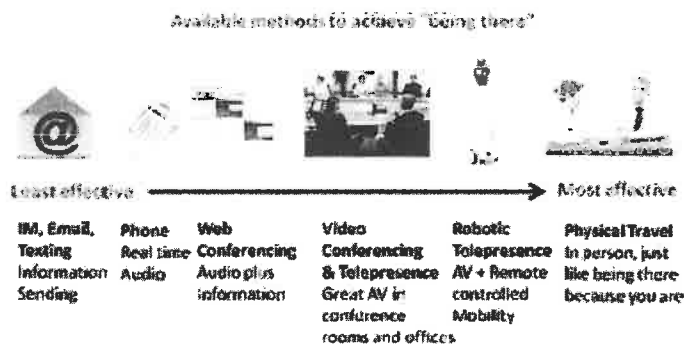 Available methods to achieve "being there"
@
Least effective
Most effective
IM, Email,
Texting
Information
Sending
Phone
Real time
Audio
Web
Conferencing
Audio plus
Information
Video
Conferencing
& Telepresence
Great AV in
conference
rooms and offices
Robotic
Telepresence
AV + Remote
controlled
Mobility
Physical Travel
In person, just
like being there
because you are